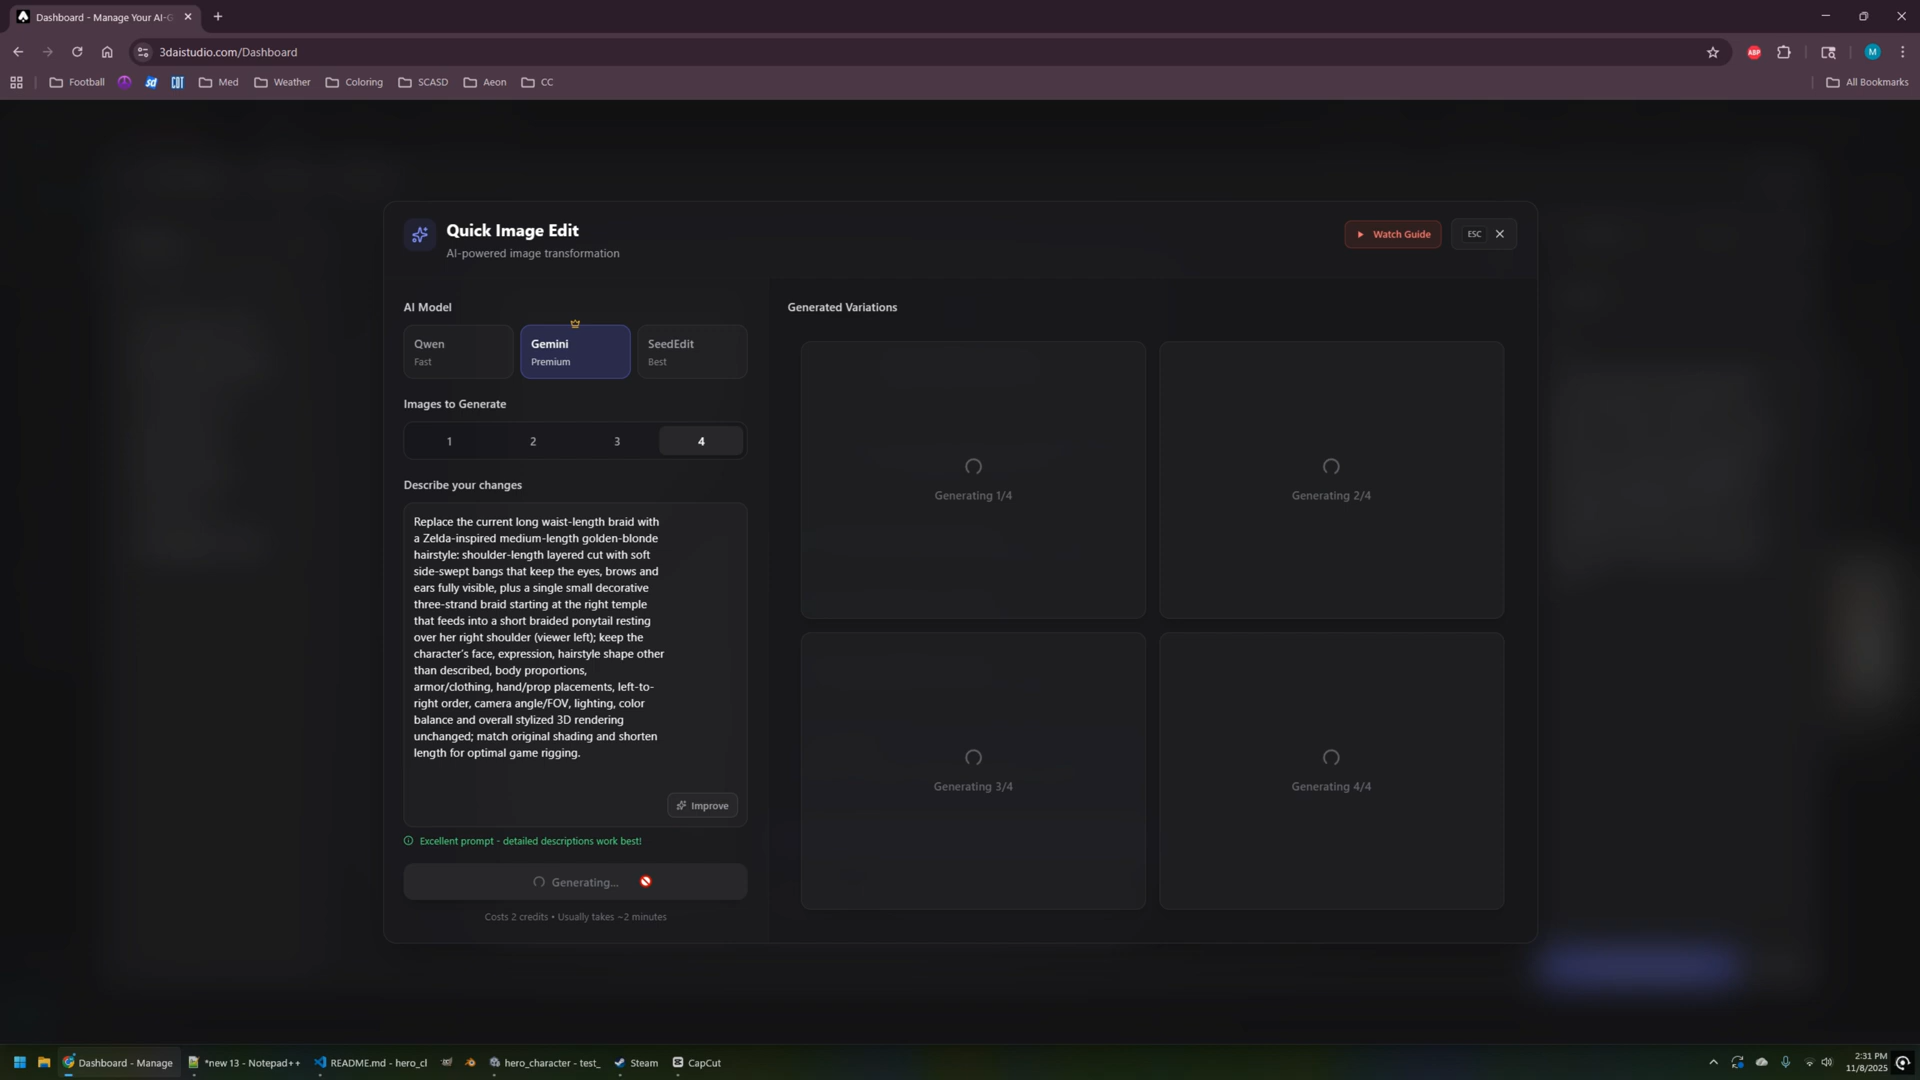 Dashboard - Manage Your AI-G
3daistudio.com/Dashboard
ABP
M
Football
sd
CDT
Med
Weather
Coloring
SCASD
Aeon
CC
All Bookmarks
Quick Image Edit
AI-powered image transformation
Watch Guide
ESC
AI Model
Qwen
Fast
Gemini
Premium
SeedEdit
Best
Images to Generate
1 2 3 4
Describe your changes
Replace the current long waist-length braid with
a Zelda-inspired medium-length golden-blonde
hairstyle: shoulder-length layered cut with soft
side-swept bangs that keep the eyes, brows and
ears fully visible, plus a single small decorative
three-strand braid starting at the right temple
that feeds into a short braided ponytail resting
over her right shoulder (viewer left); keep the
character's face, expression, hairstyle shape other
than described, body proportions,
armor/clothing, hand/prop placements, left-to-
right order, camera angle/FOV, lighting, color
balance and overall stylized 3D rendering
unchanged; match original shading and shorten
length for optimal game rigging.
Improve
Excellent prompt - detailed descriptions work best!
Generating...
Costs 2 credits • Usually takes ~2 minutes
Generated Variations
Generating 1/4
Generating 2/4
Generating 3/4
Generating 4/4
Dashboard - Manage
*new 13 - Notepad++
README.md - hero_cl
hero_character - test_
Steam
CapCut
2:31 PM
11/8/2025